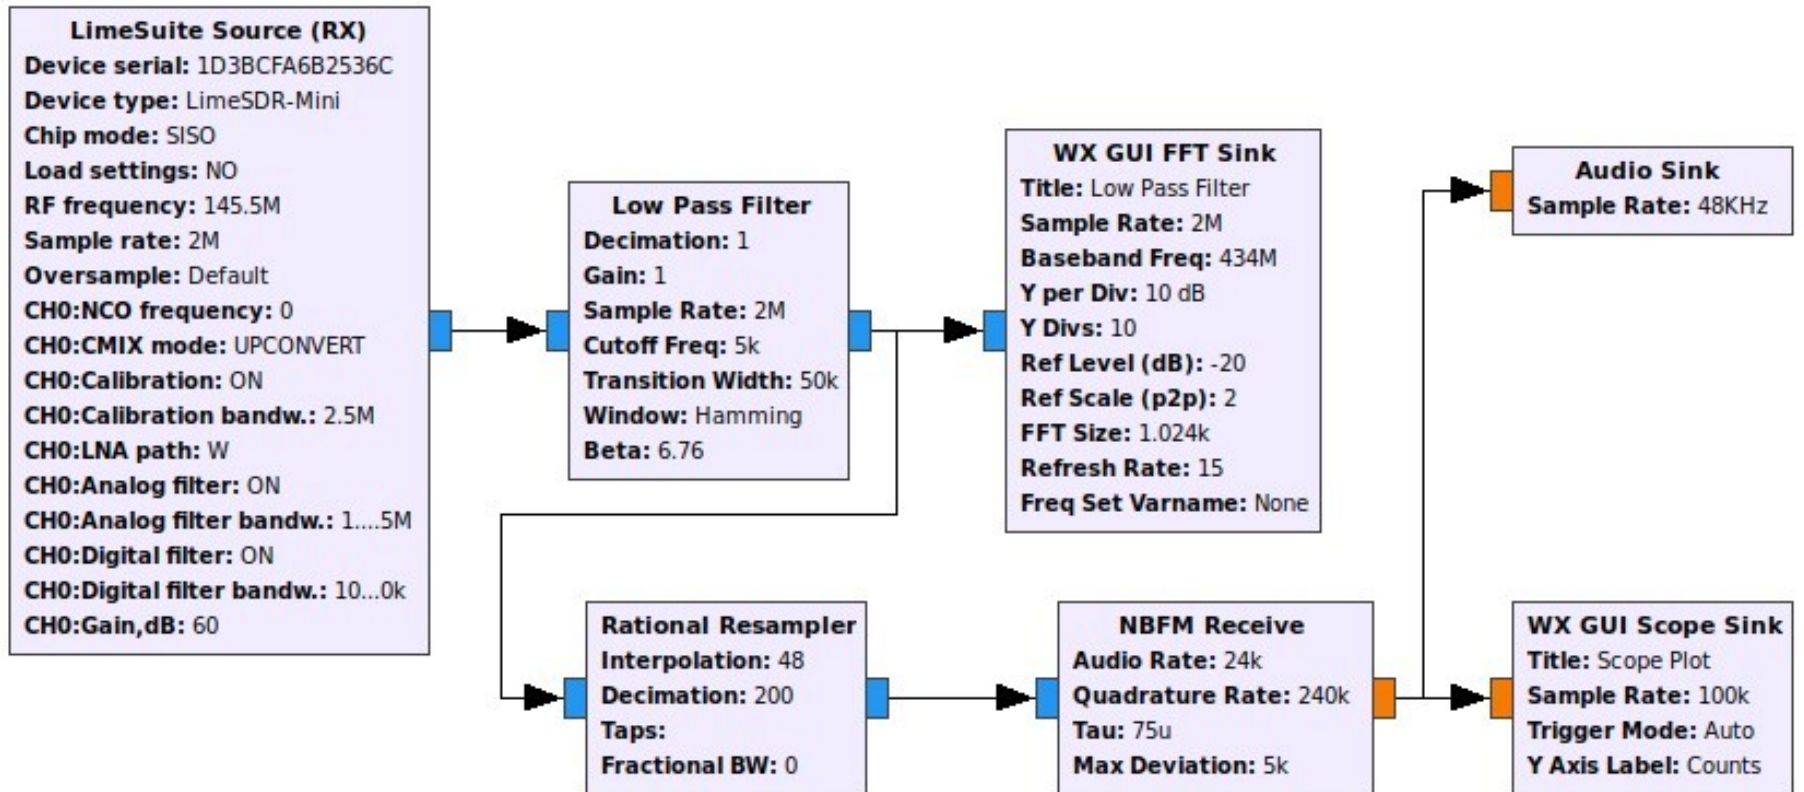 LimeSuite Source (RX)
Device serial: 1D3BCFA6B2536C
Device type: LimeSDR-Mini
Chip mode: SISO
Load settings: NO
RF frequency: 145.5M
Sample rate: 2M
Oversample: Default
CH0:NCO frequency: 0
CH0:CMIX mode: UPCONVERT
CH0:Calibration: ON
CH0:Calibration bandw.: 2.5M
CH0:LNA path: W
CH0:Analog filter: ON
CH0:Analog filter bandw.: 1....5M
CH0:Digital filter: ON
CH0:Digital filter bandw.: 10...0k
CH0:Gain,dB: 60
Low Pass Filter
Decimation: 1
Gain: 1
Sample Rate: 2M
Cutoff Freq: 5k
Transition Width: 50k
Window: Hamming
Beta: 6.76
WX GUI FFT Sink
Title: Low Pass Filter
Sample Rate: 2M
Baseband Freq: 434M
Y per Div: 10 dB
Y Divs: 10
Ref Level (dB): -20
Ref Scale (p2p): 2
FFT Size: 1.024k
Refresh Rate: 15
Freq Set Varname: None
Audio Sink
Sample Rate: 48KHz
Rational Resampler
Interpolation: 48
Decimation: 200
Taps:
Fractional BW: 0
NBFM Receive
Audio Rate: 24k
Quadrature Rate: 240k
Tau: 75u
Max Deviation: 5k
WX GUI Scope Sink
Title: Scope Plot
Sample Rate: 100k
Trigger Mode: Auto
Y Axis Label: Counts